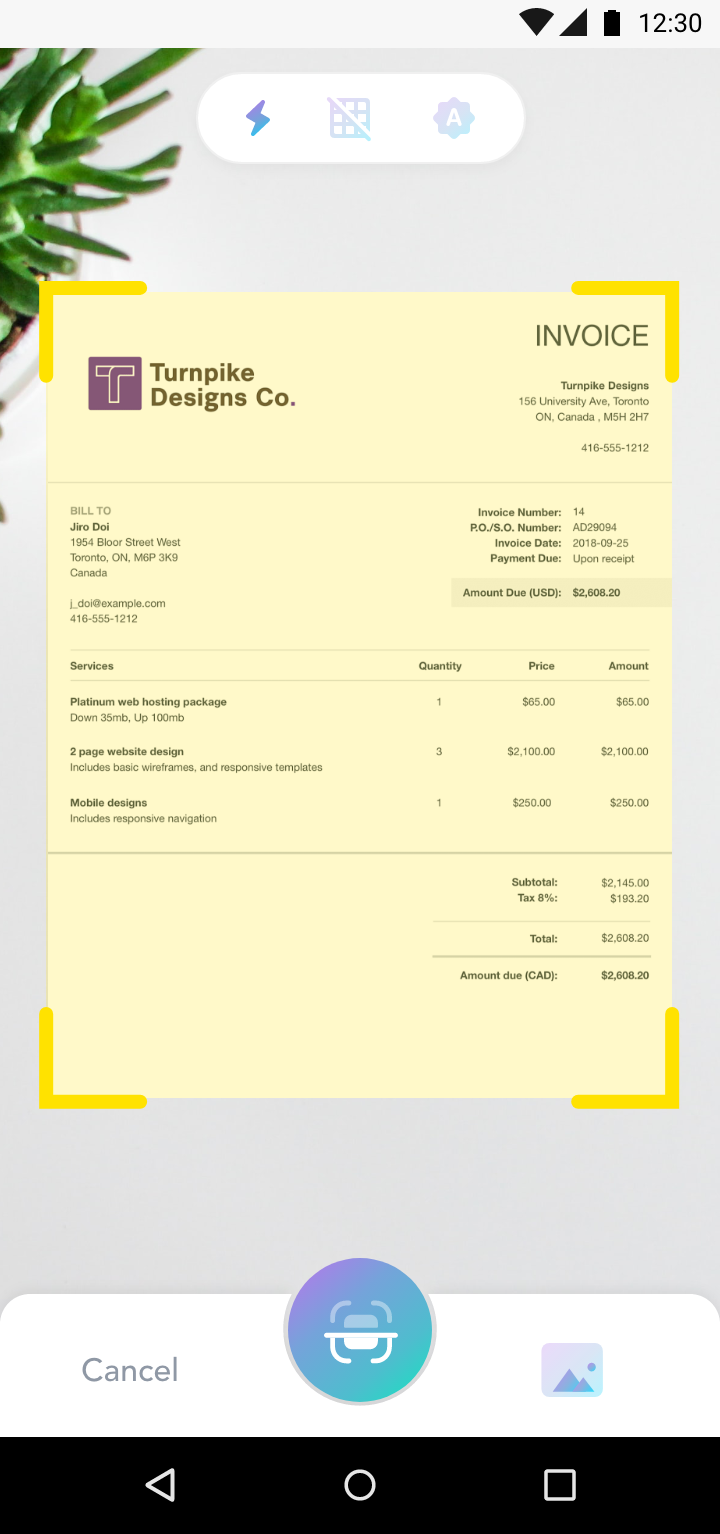 12:30
A
INVOICE
Turnpike
Designs Co.
Turnpike Designs
156 University Ave, Toronto
ON, Canada , M5H 2H7
416-555-1212
BILL TO
Jiro Doi
1954 Bloor Street West
Toronto, ON, M6P 3K9
Canada
j_doi@example.com
416-555-1212
Invoice Number: 14
P.O./S.O. Number: AD29094
Invoice Date: 2018-09-25
Payment Due: Upon receipt
Amount Due (USD): $2,608.20
Services Quantity Price Amount
Platinum web hosting package 1 $65.00 $65.00
Down 35mb, Up 100mb
2 page website design 3 $2,100.00 $2,100.00
Includes basic wireframes, and responsive templates
Mobile designs 1 $250.00 $250.00
Includes responsive navigation
Subtotal: $2,145.00
Tax 8%: $193.20
Total: $2,608.20
Amount due (CAD): $2,608.20
Cancel